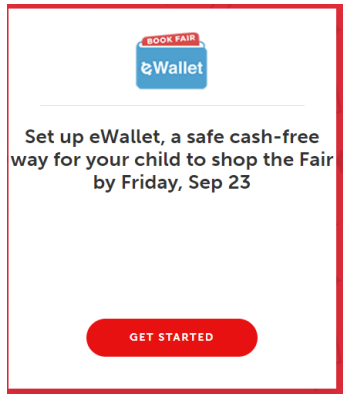 BOOK FAIR
eWallet
Set up eWallet, a safe cash-free
way for your child to shop the Fair
by Friday, Sep 23
GET STARTED